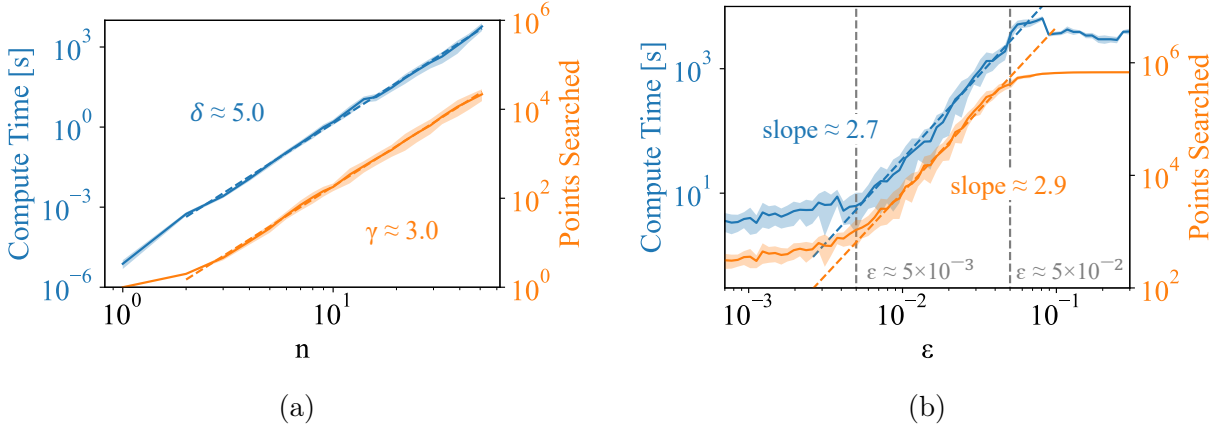 Compute Time [s]
10³
10⁰
10⁻³
10⁻⁶
δ ≈ 5.0
γ ≈ 3.0
10⁶
10⁴
10²
10⁰
Points Searched
10⁰
10¹
n
(a)
Compute Time [s]
10³
10¹
slope ≈ 2.7
slope ≈ 2.9
ε ≈ 5×10⁻³
ε ≈ 5×10⁻²
10⁶
10⁴
10²
Points Searched
10⁻³
10⁻²
10⁻¹
ε
(b)